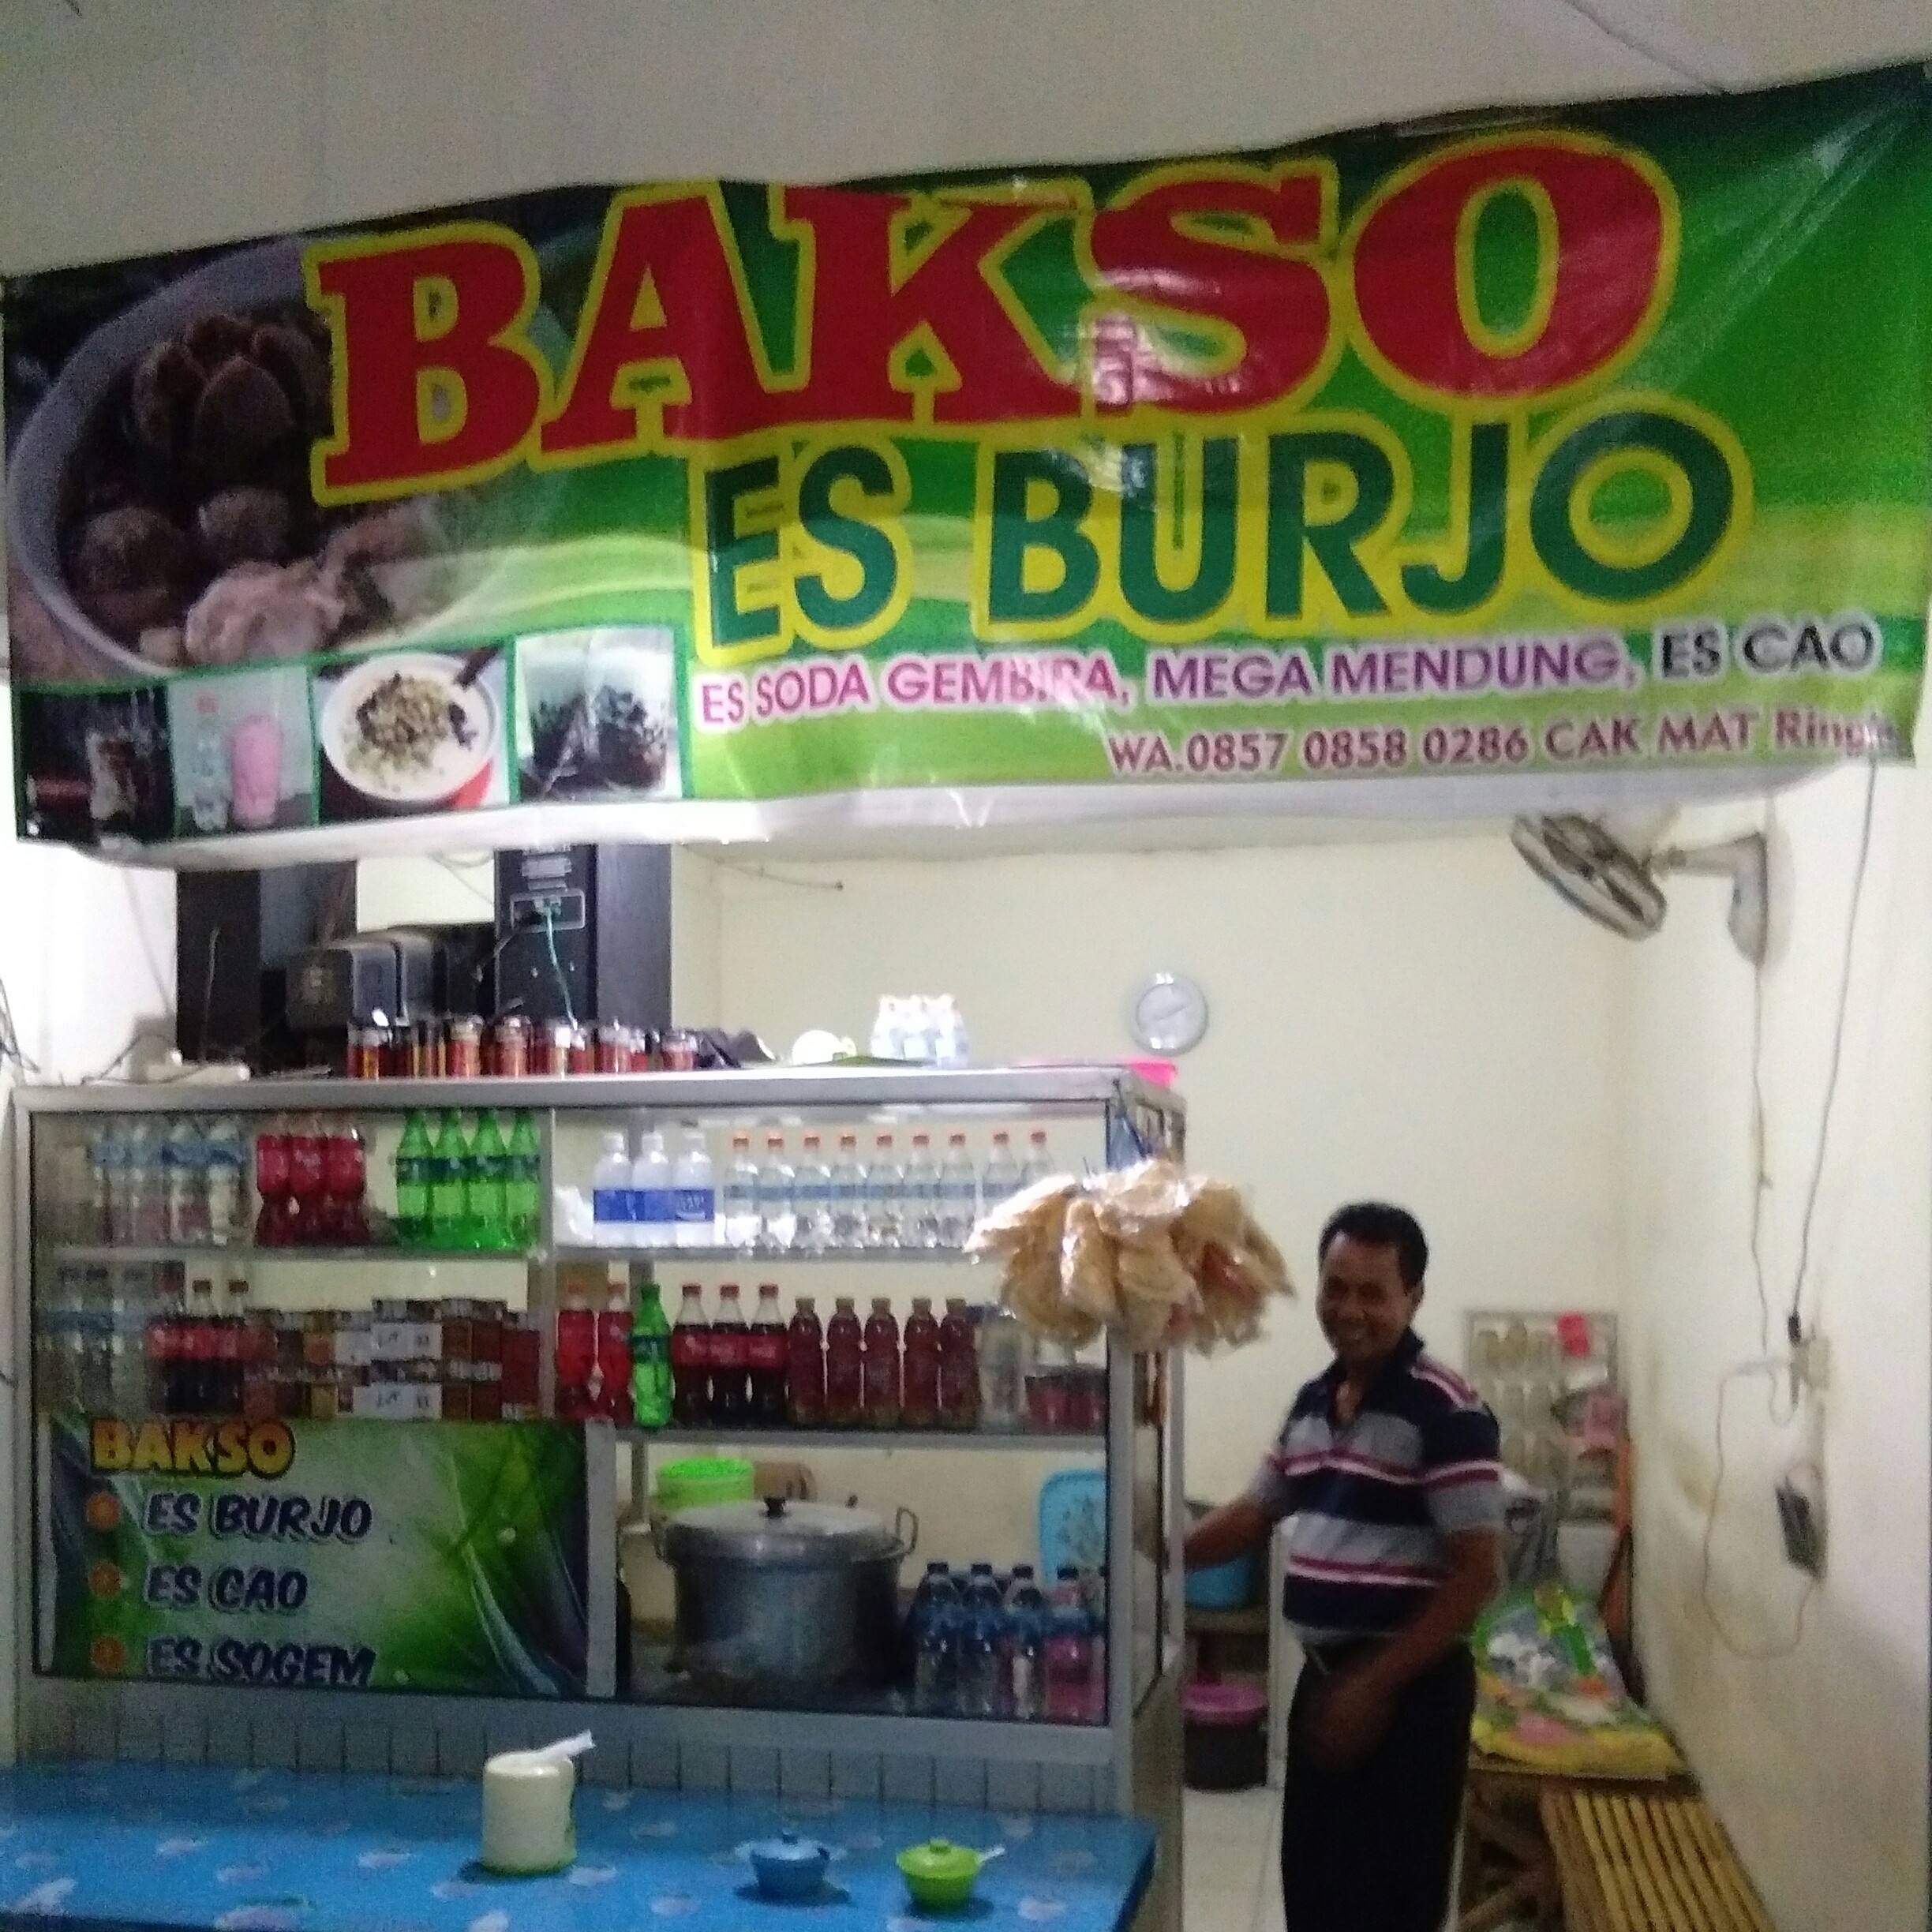 BAKSO
ES BURJO
ES SODA GEMBIRA, MEGA MENDUNG, ES CAO
WA.0857 0858 0286 CAK MAT
BAKSO
ES BURJO
ES CAO
ES SOGEM